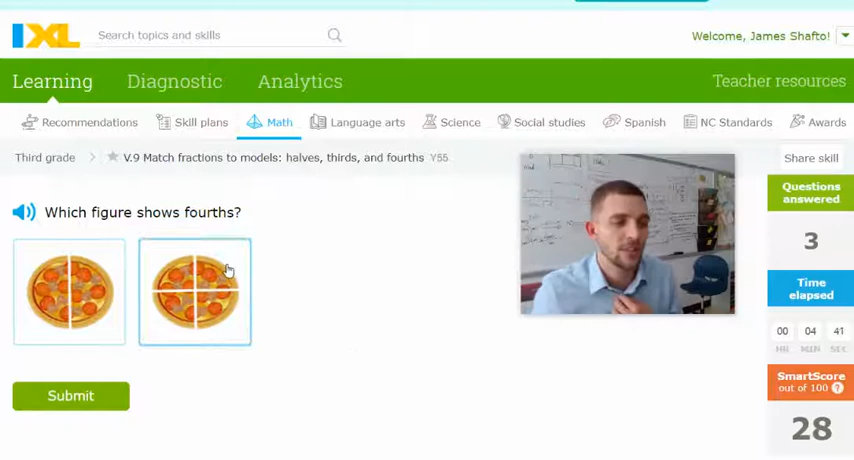 IXL Search topics and skills Welcome, James Shafto!
Learning Diagnostic Analytics Teacher resources
Recommendations Skill plans Math Language arts Science Social studies Spanish NC Standards Awards
Third grade V.9 Match fractions to models: halves, thirds, and fourths Y55 Share skill
Which figure shows fourths?
Submit
Questions
answered
3
Time
elapsed
00 04 41
HR MIN SEC
SmartScore
out of 100 ?
28